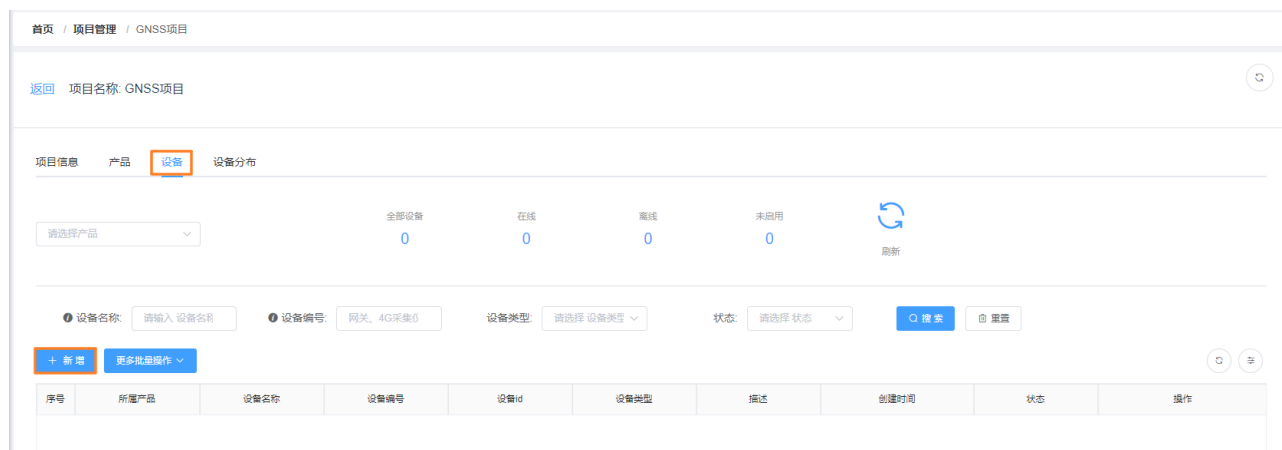 首页 / 项目管理 / GNSS项目
返回 项目名称: GNSS项目
项目信息 产品 设备 设备分布
请选择产品 全部设备 在线 离线 未启用
0 0 0 0 刷新
设备名称: 请输入 设备名称 设备编号: 网关、4G采集仪 设备类型: 请选择 设备类型 状态: 请选择 状态 搜索 重置
+ 新增 更多批量操作
序号 所属产品 设备名称 设备编号 设备id 设备类型 描述 创建时间 状态 操作